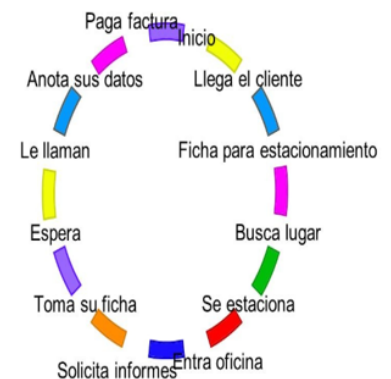 Inicio
Llega el cliente
Ficha para estacionamiento
Busca lugar
Se estaciona
Entra oficina
Solicita informes
Toma su ficha
Espera
Le llaman
Anota sus datos
Paga factura